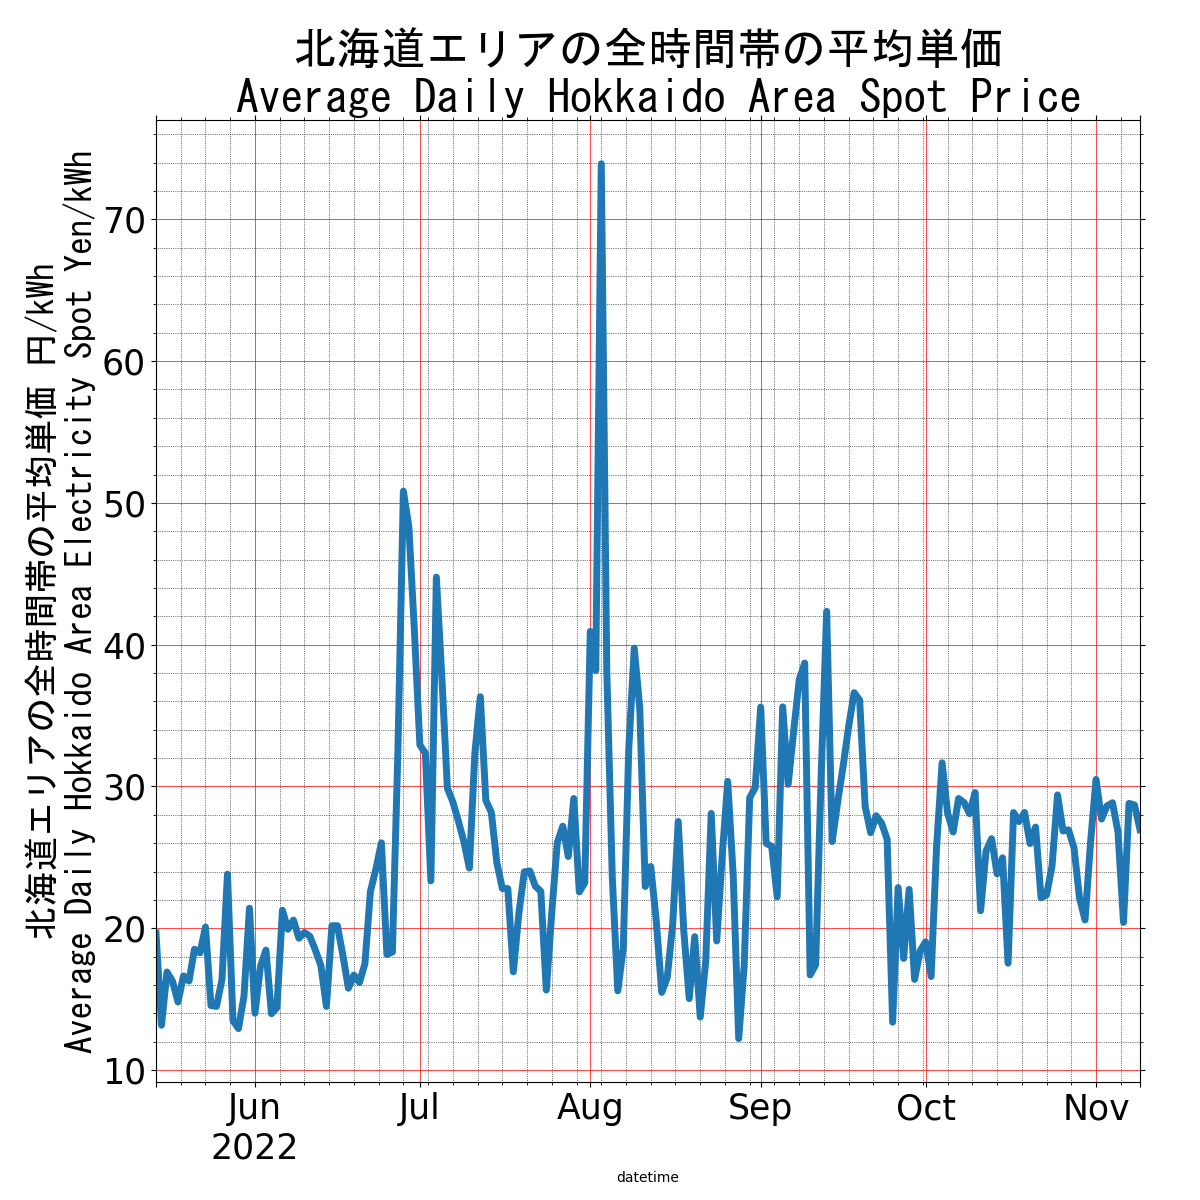 北海道エリアの全時間帯の平均単価
Average Daily Hokkaido Area Spot Price
北海道エリアの全時間帯の平均単価 円/kWh
Average Daily Hokkaido Area Electricity Spot Yen/kWh
70
60
50
40
30
20
10
Jun
2022
Jul
Aug
Sep
Oct
Nov
datetime